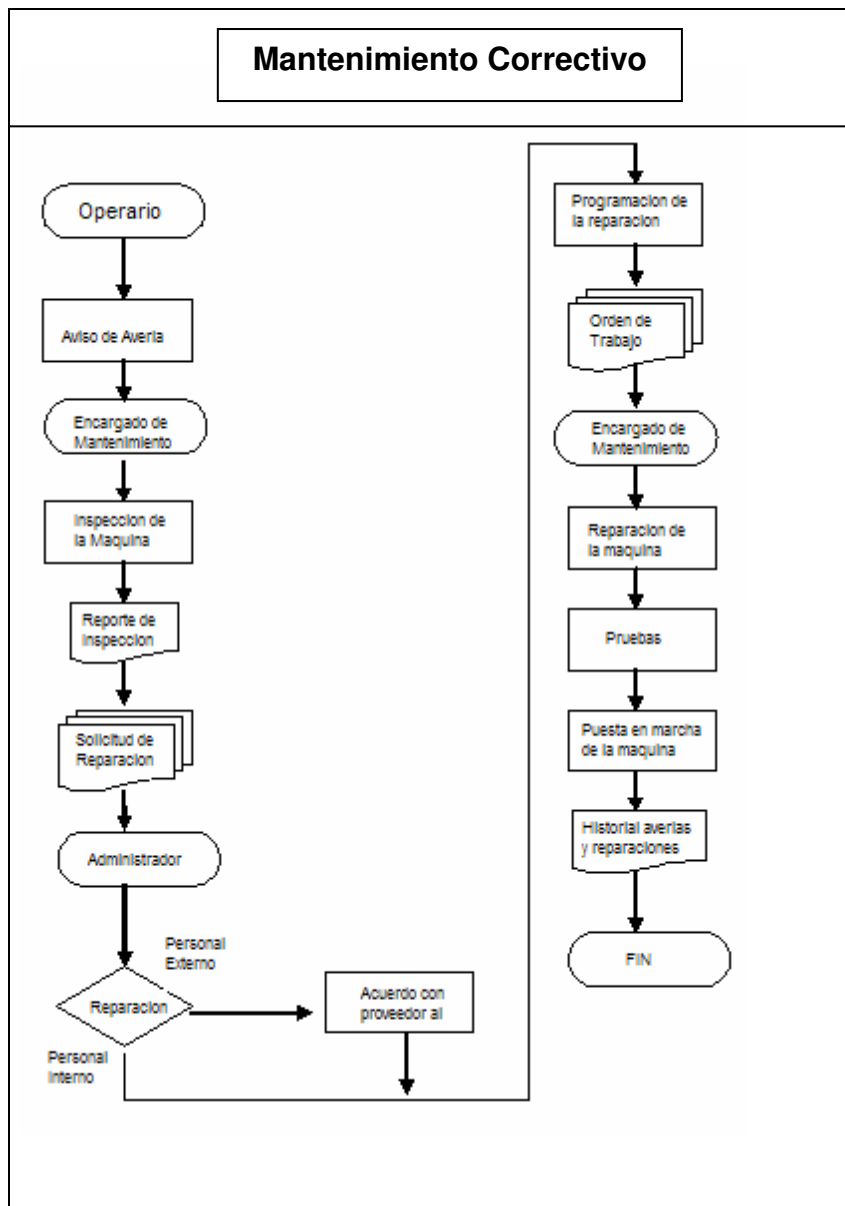 Mantenimiento Correctivo
Operario
Aviso de Averia
Encargado de
Mantenimiento
Inspeccion de
la Maquina
Reporte de
Inspeccion
Solicitud de
Reparacion
Administrador
Personal
Externo
Reparacion
Acuerdo con
proveedor al
Personal
Interno
Programacion de
la reparacion
Orden de
Trabajo
Encargado de
Mantenimiento
Reparacion de
la maquina
Pruebas
Puesta en marcha
de la maquina
Historial averias
y reparaciones
FIN